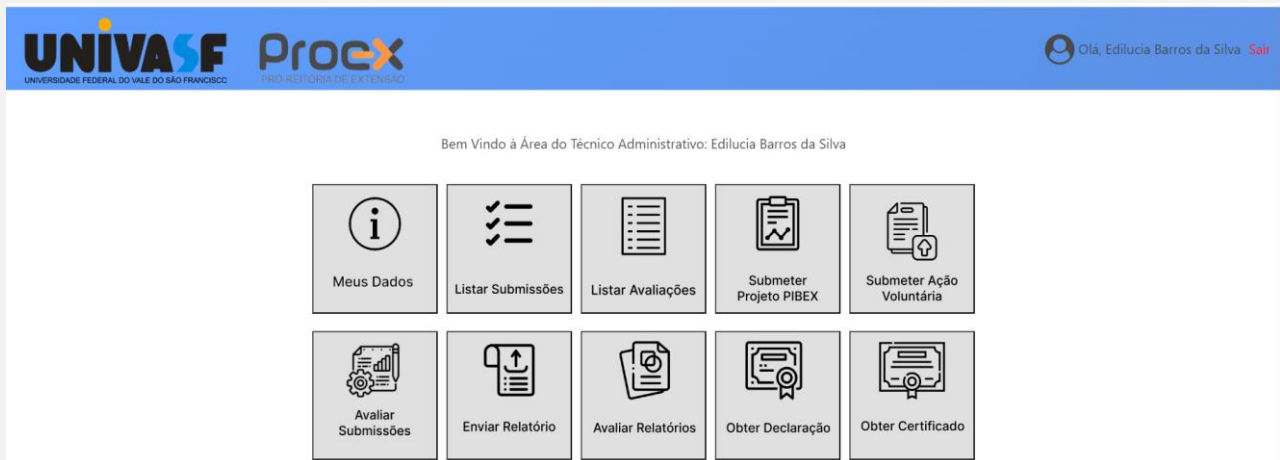 UNIVASF
UNIVERSIDADE FEDERAL DO VALE DO SÃO FRANCISCO
Proex
PRÓ-REITORIA DE EXTENSÃO
Olá, Edilucia Barros da Silva Sair
Bem Vindo à Área do Técnico Administrativo: Edilucia Barros da Silva
Meus Dados
Listar Submissões
Listar Avaliações
Submeter
Projeto PIBEX
Submeter Ação
Voluntária
Avaliar
Submissões
Enviar Relatório
Avaliar Relatórios
Obter Declaração
Obter Certificado